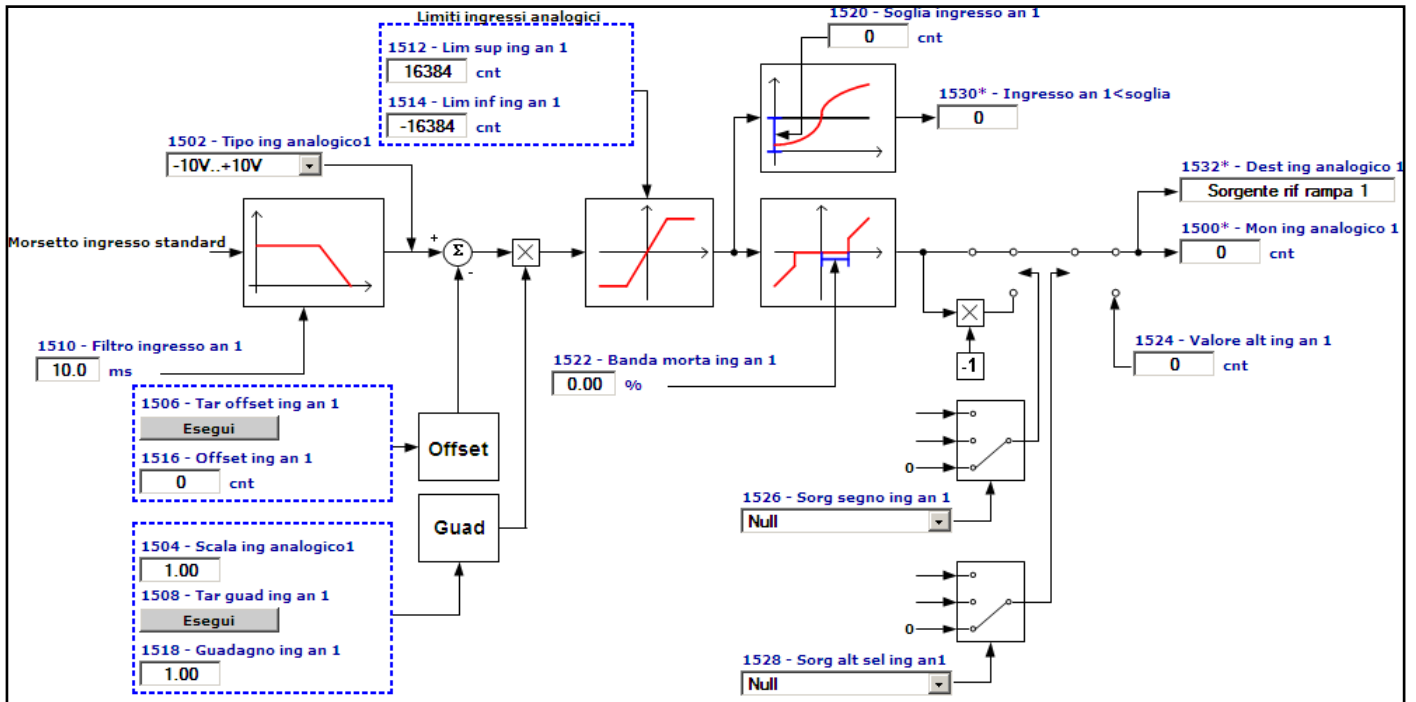 Limiti ingressi analogici
1512 - Lim sup ing an 1
16384 cnt
1514 - Lim inf ing an 1
-16384 cnt
1520 - Soglia ingresso an 1
0 cnt
1530* - Ingresso an 1<soglia
0
1502 - Tipo ing analogico1
-10V..+10V
1532* - Dest ing analogico 1
Sorgente rif rampa 1
Morsetto ingresso standard
+
Σ
-
1500* - Mon ing analogico 1
0 cnt
1510 - Filtro ingresso an 1
10.0 ms
1522 - Banda morta ing an 1
0.00 %
-1
1524 - Valore alt ing an 1
0 cnt
1506 - Tar offset ing an 1
Esegui
1516 - Offset ing an 1
0 cnt
Offset
Guad
1504 - Scala ing analogico1
1.00
1508 - Tar guad ing an 1
Esegui
1518 - Guadagno ing an 1
1.00
0
1526 - Sorg segno ing an 1
Null
0
1528 - Sorg alt sel ing an1
Null